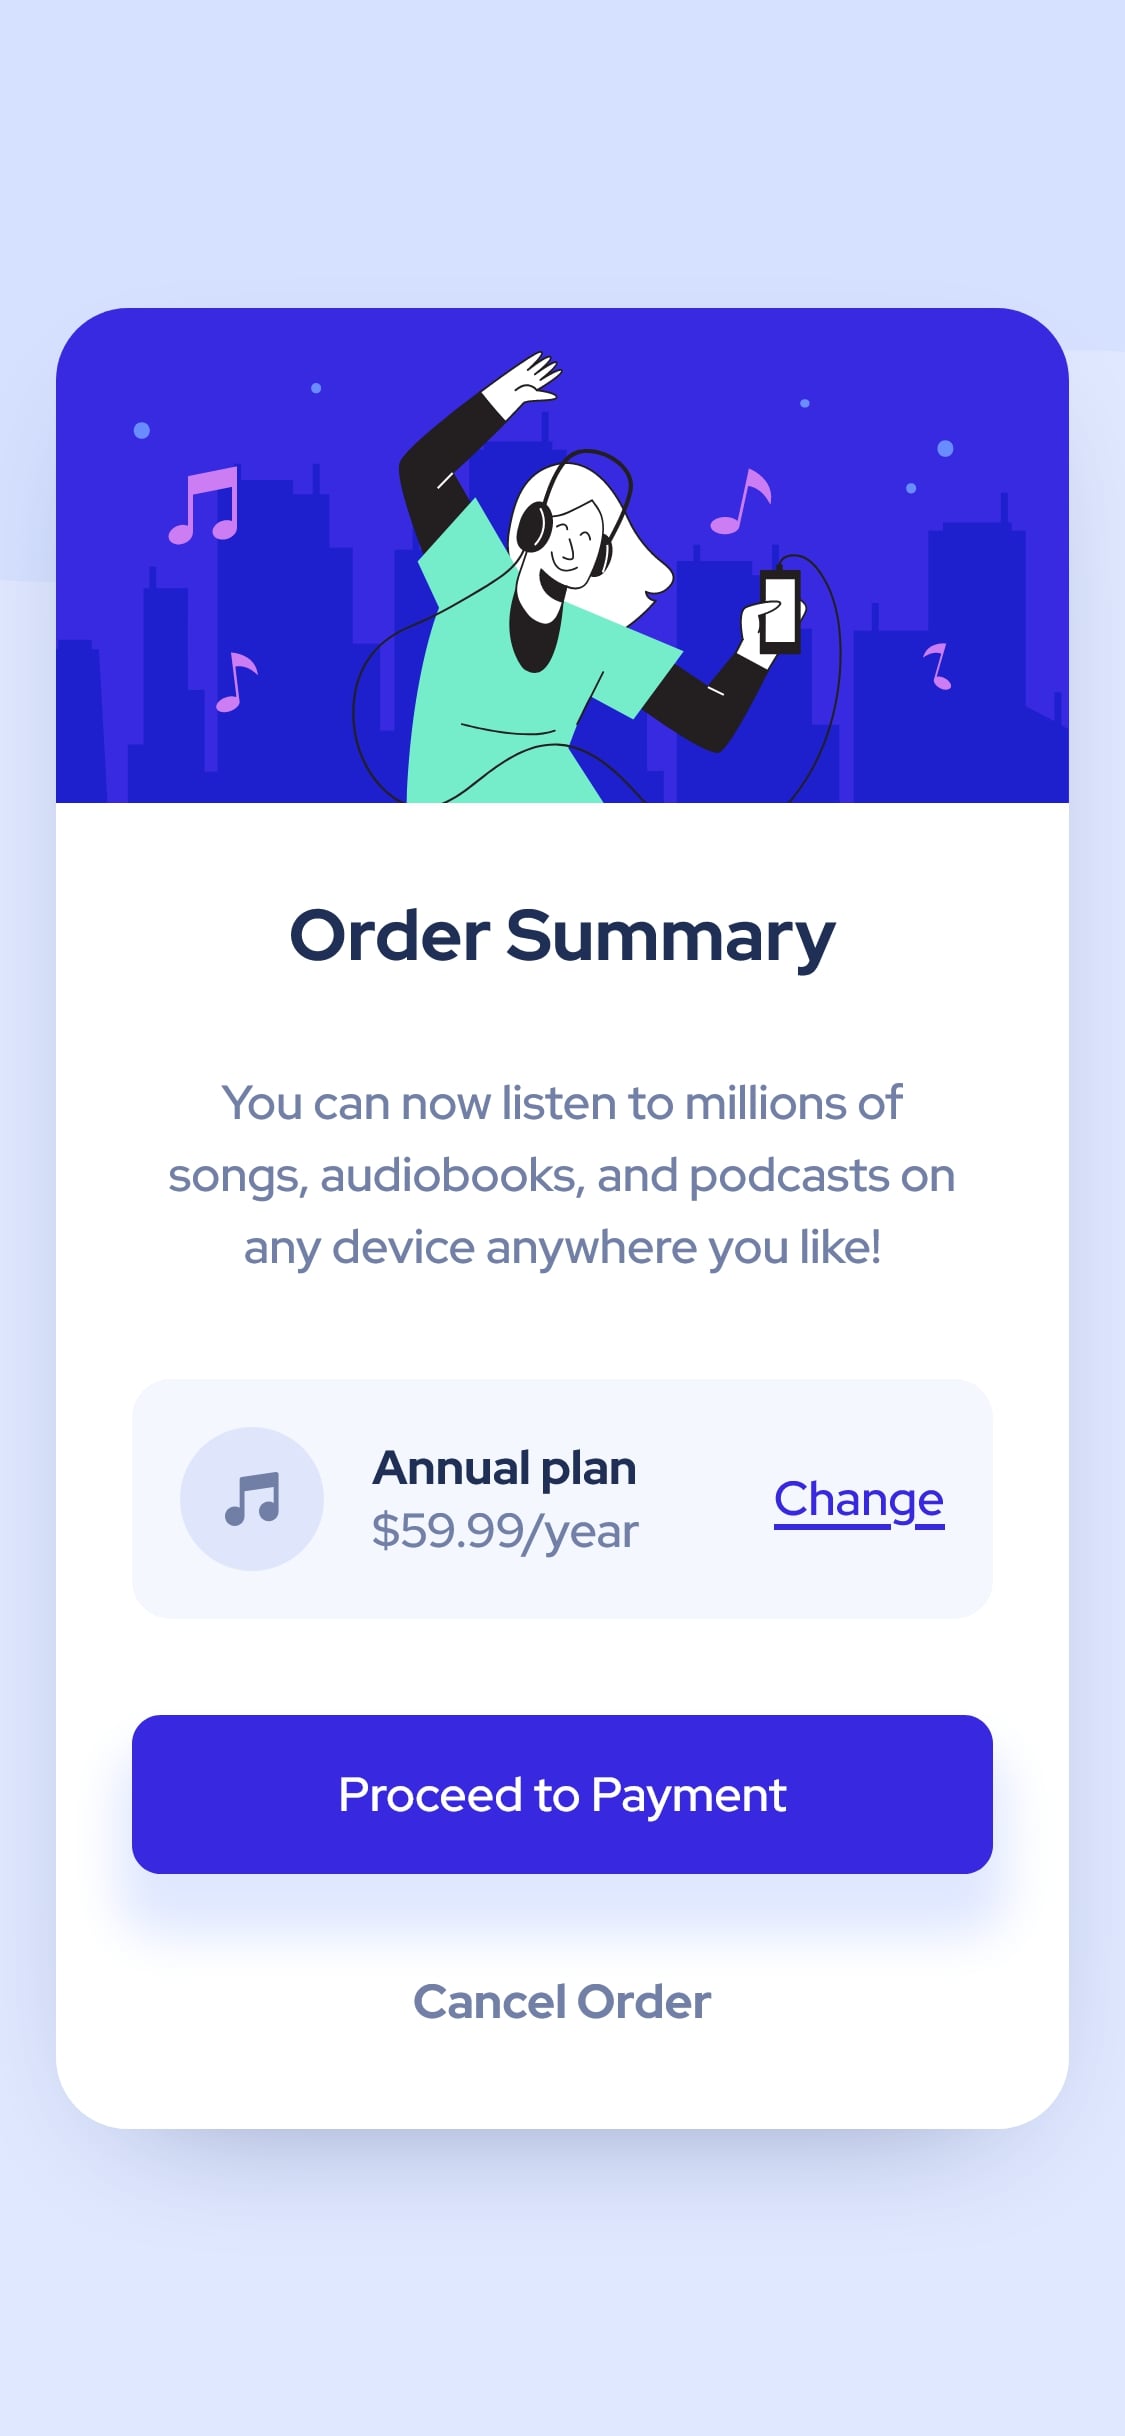 Order Summary
You can now listen to millions of
songs, audiobooks, and podcasts on
any device anywhere you like!
Annual plan
$59.99/year
Change
Proceed to Payment
Cancel Order